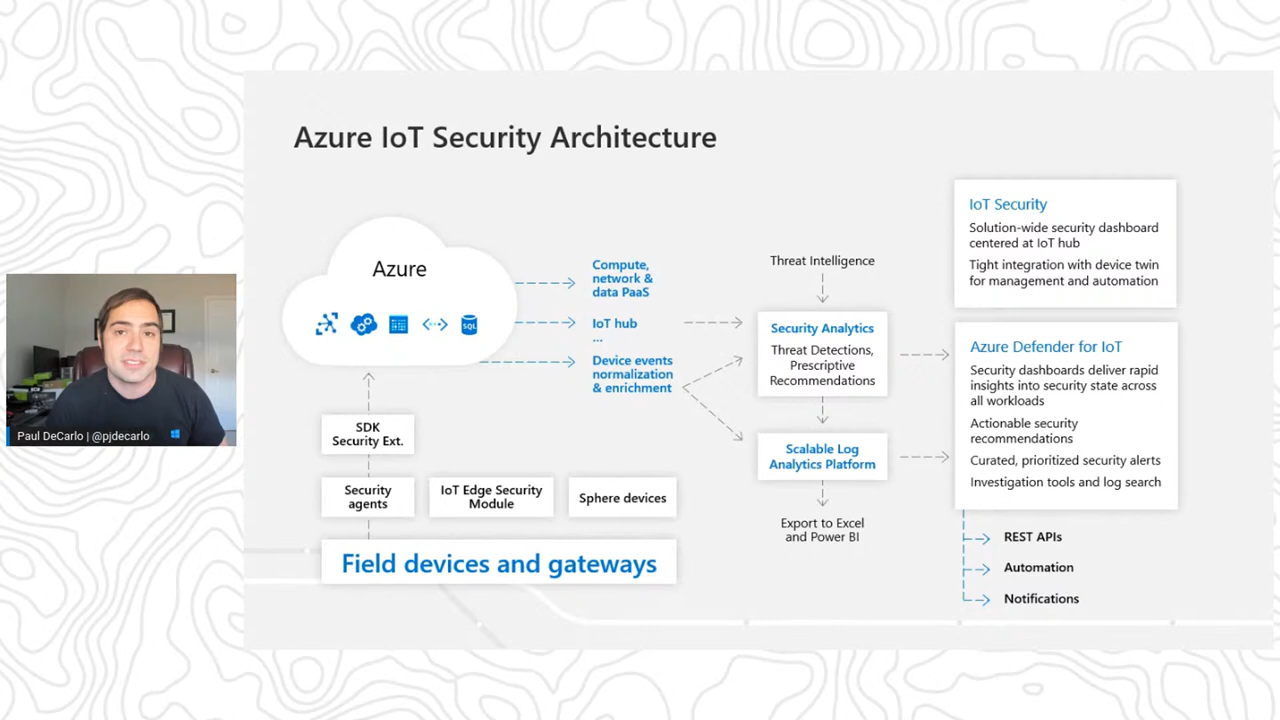 Azure IoT Security Architecture
Azure
SQL
Compute,
network &
data PaaS
IoT hub
...
Device events
normalization
& enrichment
SDK
Security Ext.
Security
agents
IoT Edge Security
Module
Sphere devices
Field devices and gateways
Threat Intelligence
Security Analytics
Threat Detections,
Prescriptive
Recommendations
Scalable Log
Analytics Platform
Export to Excel
and Power BI
IoT Security
Solution-wide security dashboard
centered at IoT hub
Tight integration with device twin
for management and automation
Azure Defender for IoT
Security dashboards deliver rapid
insights into security state across
all workloads
Actionable security
recommendations
Curated, prioritized security alerts
Investigation tools and log search
REST APIs
Automation
Notifications
Paul DeCarlo | @pjdecarlo